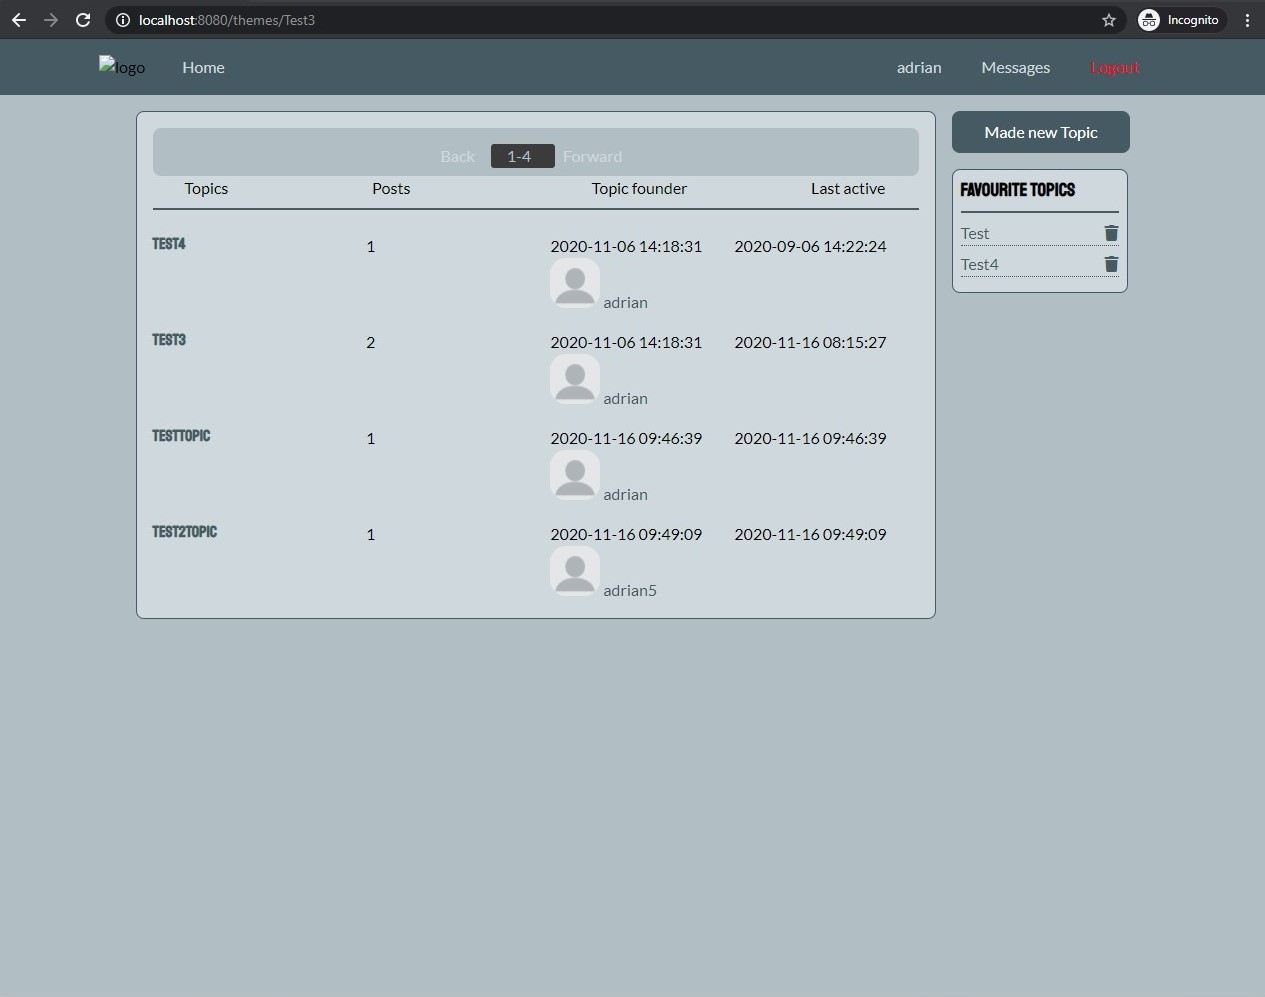 localhost:8080/themes/Test3
Incognito
logo
Home
adrian
Messages
Logout
Back
1-4
Forward
Made new Topic
Topics
Posts
Topic founder
Last active
TEST4
1
2020-11-06 14:18:31
2020-09-06 14:22:24
adrian
TEST3
2
2020-11-06 14:18:31
2020-11-16 08:15:27
adrian
TESTTOPIC
1
2020-11-16 09:46:39
2020-11-16 09:46:39
adrian
TEST2TOPIC
1
2020-11-16 09:49:09
2020-11-16 09:49:09
adrian5
FAVOURITE TOPICS
Test
Test4